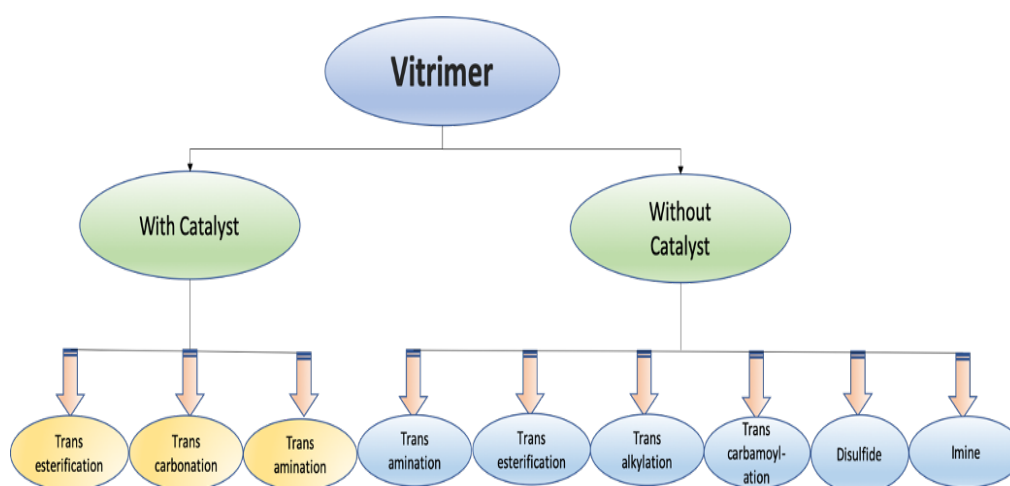 Vitrimer
With Catalyst
Without
Catalyst
Trans
esterification
Trans
carbonation
Trans
amination
Trans
amination
Trans
esterification
Trans
alkylation
Trans
carbamoyl-
ation
Disulfide
Imine